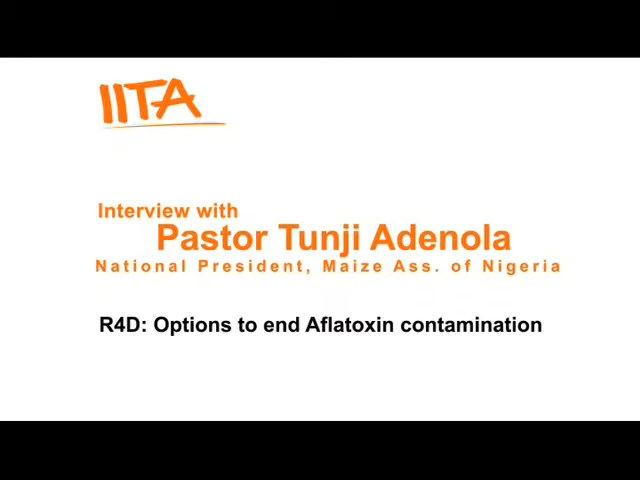 IITA
Interview with
Pastor Tunji Adenola
National President, Maize Ass. of Nigeria
R4D: Options to end Aflatoxin contamination